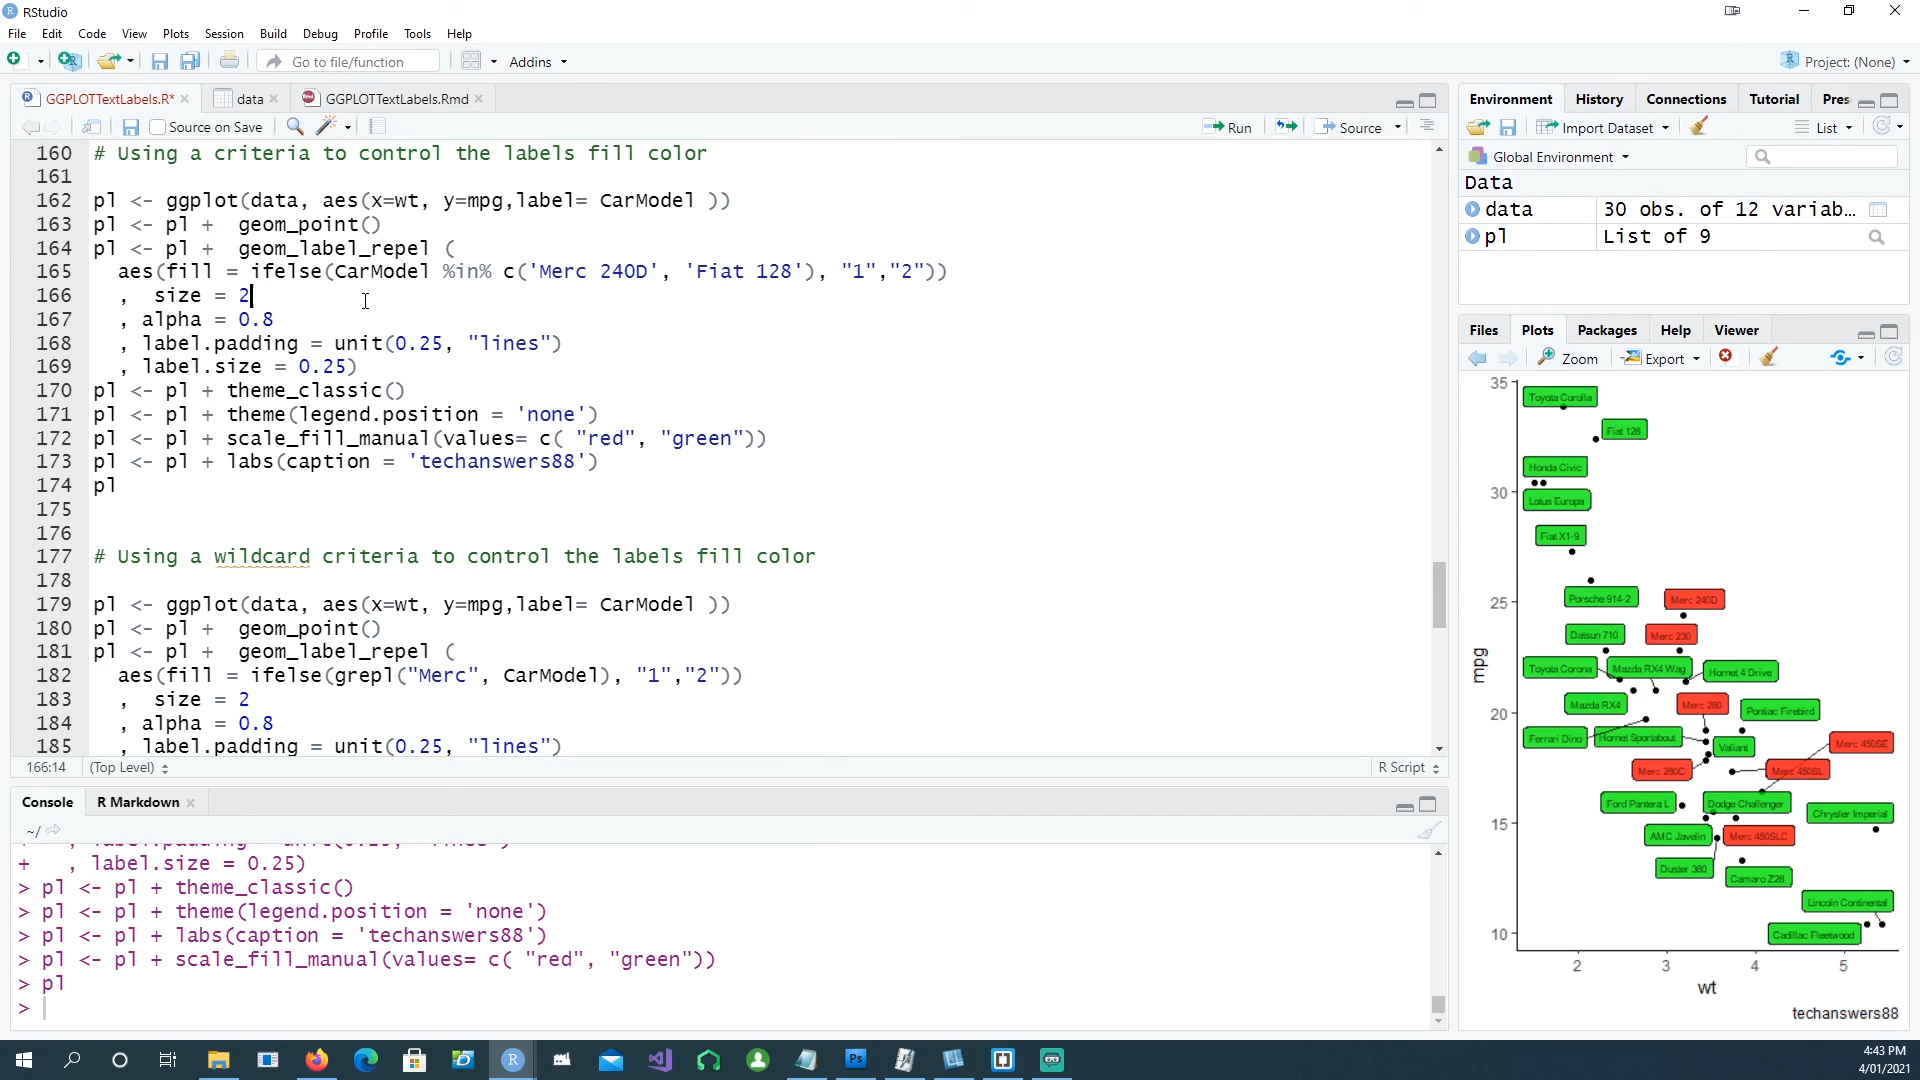 RStudio
File Edit Code View Plots Session Build Debug Profile Tools Help
Go to file/function Addins Project: (None)
GGPLOTTextLabels.R* data GGPLOTTextLabels.Rmd
Source on Save Run Source
160 # Using a criteria to control the labels fill color
161
162 pl <- ggplot(data, aes(x=wt, y=mpg,label= CarModel ))
163 pl <- pl +  geom_point()
164 pl <- pl +  geom_label_repel (
165   aes(fill = ifelse(CarModel %in% c('Merc 240D', 'Fiat 128'), "1","2"))
166   ,  size = 2
167   , alpha = 0.8
168   , label.padding = unit(0.25, "lines")
169   , label.size = 0.25)
170 pl <- pl + theme_classic()
171 pl <- pl + theme(legend.position = 'none')
172 pl <- pl + scale_fill_manual(values= c( "red", "green"))
173 pl <- pl + labs(caption = 'techanswers88')
174 pl
175
176
177 # Using a wildcard criteria to control the labels fill color
178
179 pl <- ggplot(data, aes(x=wt, y=mpg,label= CarModel ))
180 pl <- pl +  geom_point()
181 pl <- pl +  geom_label_repel (
182   aes(fill = ifelse(grepl("Merc", CarModel), "1","2"))
183   ,  size = 2
184   , alpha = 0.8
185   , label.padding = unit(0.25, "lines")
166:14 (Top Level) R Script
Console R Markdown
~/
+   , label.size = 0.25)
> pl <- pl + theme_classic()
> pl <- pl + theme(legend.position = 'none')
> pl <- pl + labs(caption = 'techanswers88')
> pl <- pl + scale_fill_manual(values= c( "red", "green"))
> pl
>
Environment History Connections Tutorial Pres
Import Dataset List
Global Environment
Data
data 30 obs. of 12 variab…
pl List of 9
Files Plots Packages Help Viewer
Zoom Export
35
Toyota Corolla
Fiat 128
Honda Civic
30
Lotus Europa
Fiat X1-9
25
Porsche 914-2 Merc 240D
Datsun 710 Merc 230
mpg
Toyota Corona Mazda RX4 Wag Hornet 4 Drive
20
Mazda RX4 Merc 280 Pontiac Firebird
Ferrari Dino Hornet Sportabout Valiant Merc 450SE
Merc 280C Merc 450SL
Ford Pantera L Dodge Challenger Chrysler Imperial
15
AMC Javelin Merc 450SLC
Duster 360 Camaro Z28
Lincoln Continental
10
Cadillac Fleetwood
2 3 4 5
wt
techanswers88
4:43 PM
4/01/2021